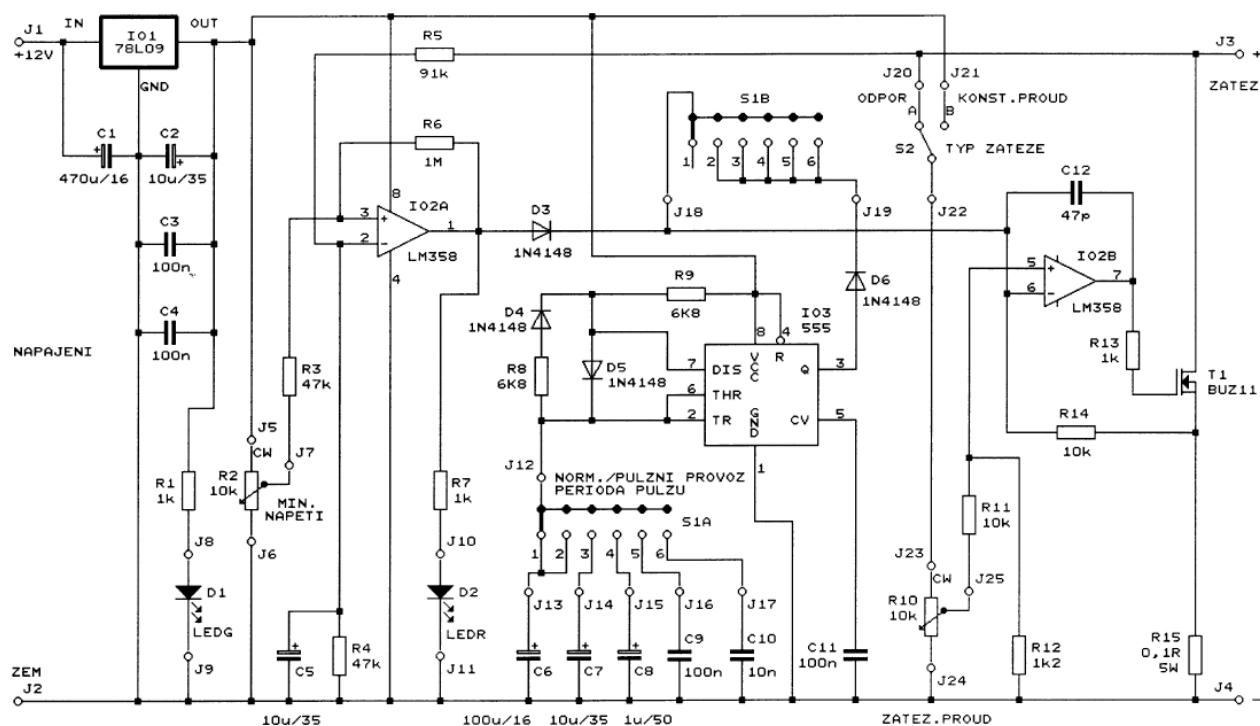 J1
IN
IO1
78L09
OUT
+12V
GND
C1
470u/16
C2
10u/35
C3
100n
C4
100n
NAPAJENI
R5
91k
R6
1M
8
3
+
2
-
IO2A
1
LM358
4
R3
47k
J5
CW
J7
R2
10k
MIN.
NAPETI
J6
R1
1k
J8
D1
LEDG
J9
ZEM
J2
C5
10u/35
R4
47k
R7
1k
J10
D2
LEDR
J11
D3
1N4148
D4
1N4148
R8
6K8
D5
1N4148
R9
6K8
S1B
1
2
3
4
5
6
J18
J19
D6
1N4148
IO3
555
8
4
VCC
R
7
DIS
Q
3
6
THR
2
TR
GND
CV
5
1
J12
NORM./PULZNI PROVOZ
PERIODA PULZU
S1A
1
2
3
4
5
6
J13
J14
J15
J16
J17
C6
100u/16
C7
10u/35
C8
1u/50
C9
100n
C10
10n
C11
100n
J20
J21
ODPOR
KONST.PROUD
A
B
S2
TYP ZATEZE
J22
J3
+
ZATEZ
C12
47p
5
+
6
-
IO2B
7
LM358
R13
1k
T1
BUZ11
R14
10k
R11
10k
J23
CW
J25
R10
10k
J24
R12
1k2
R15
0,1R
5W
J4
-
ZATEZ.PROUD